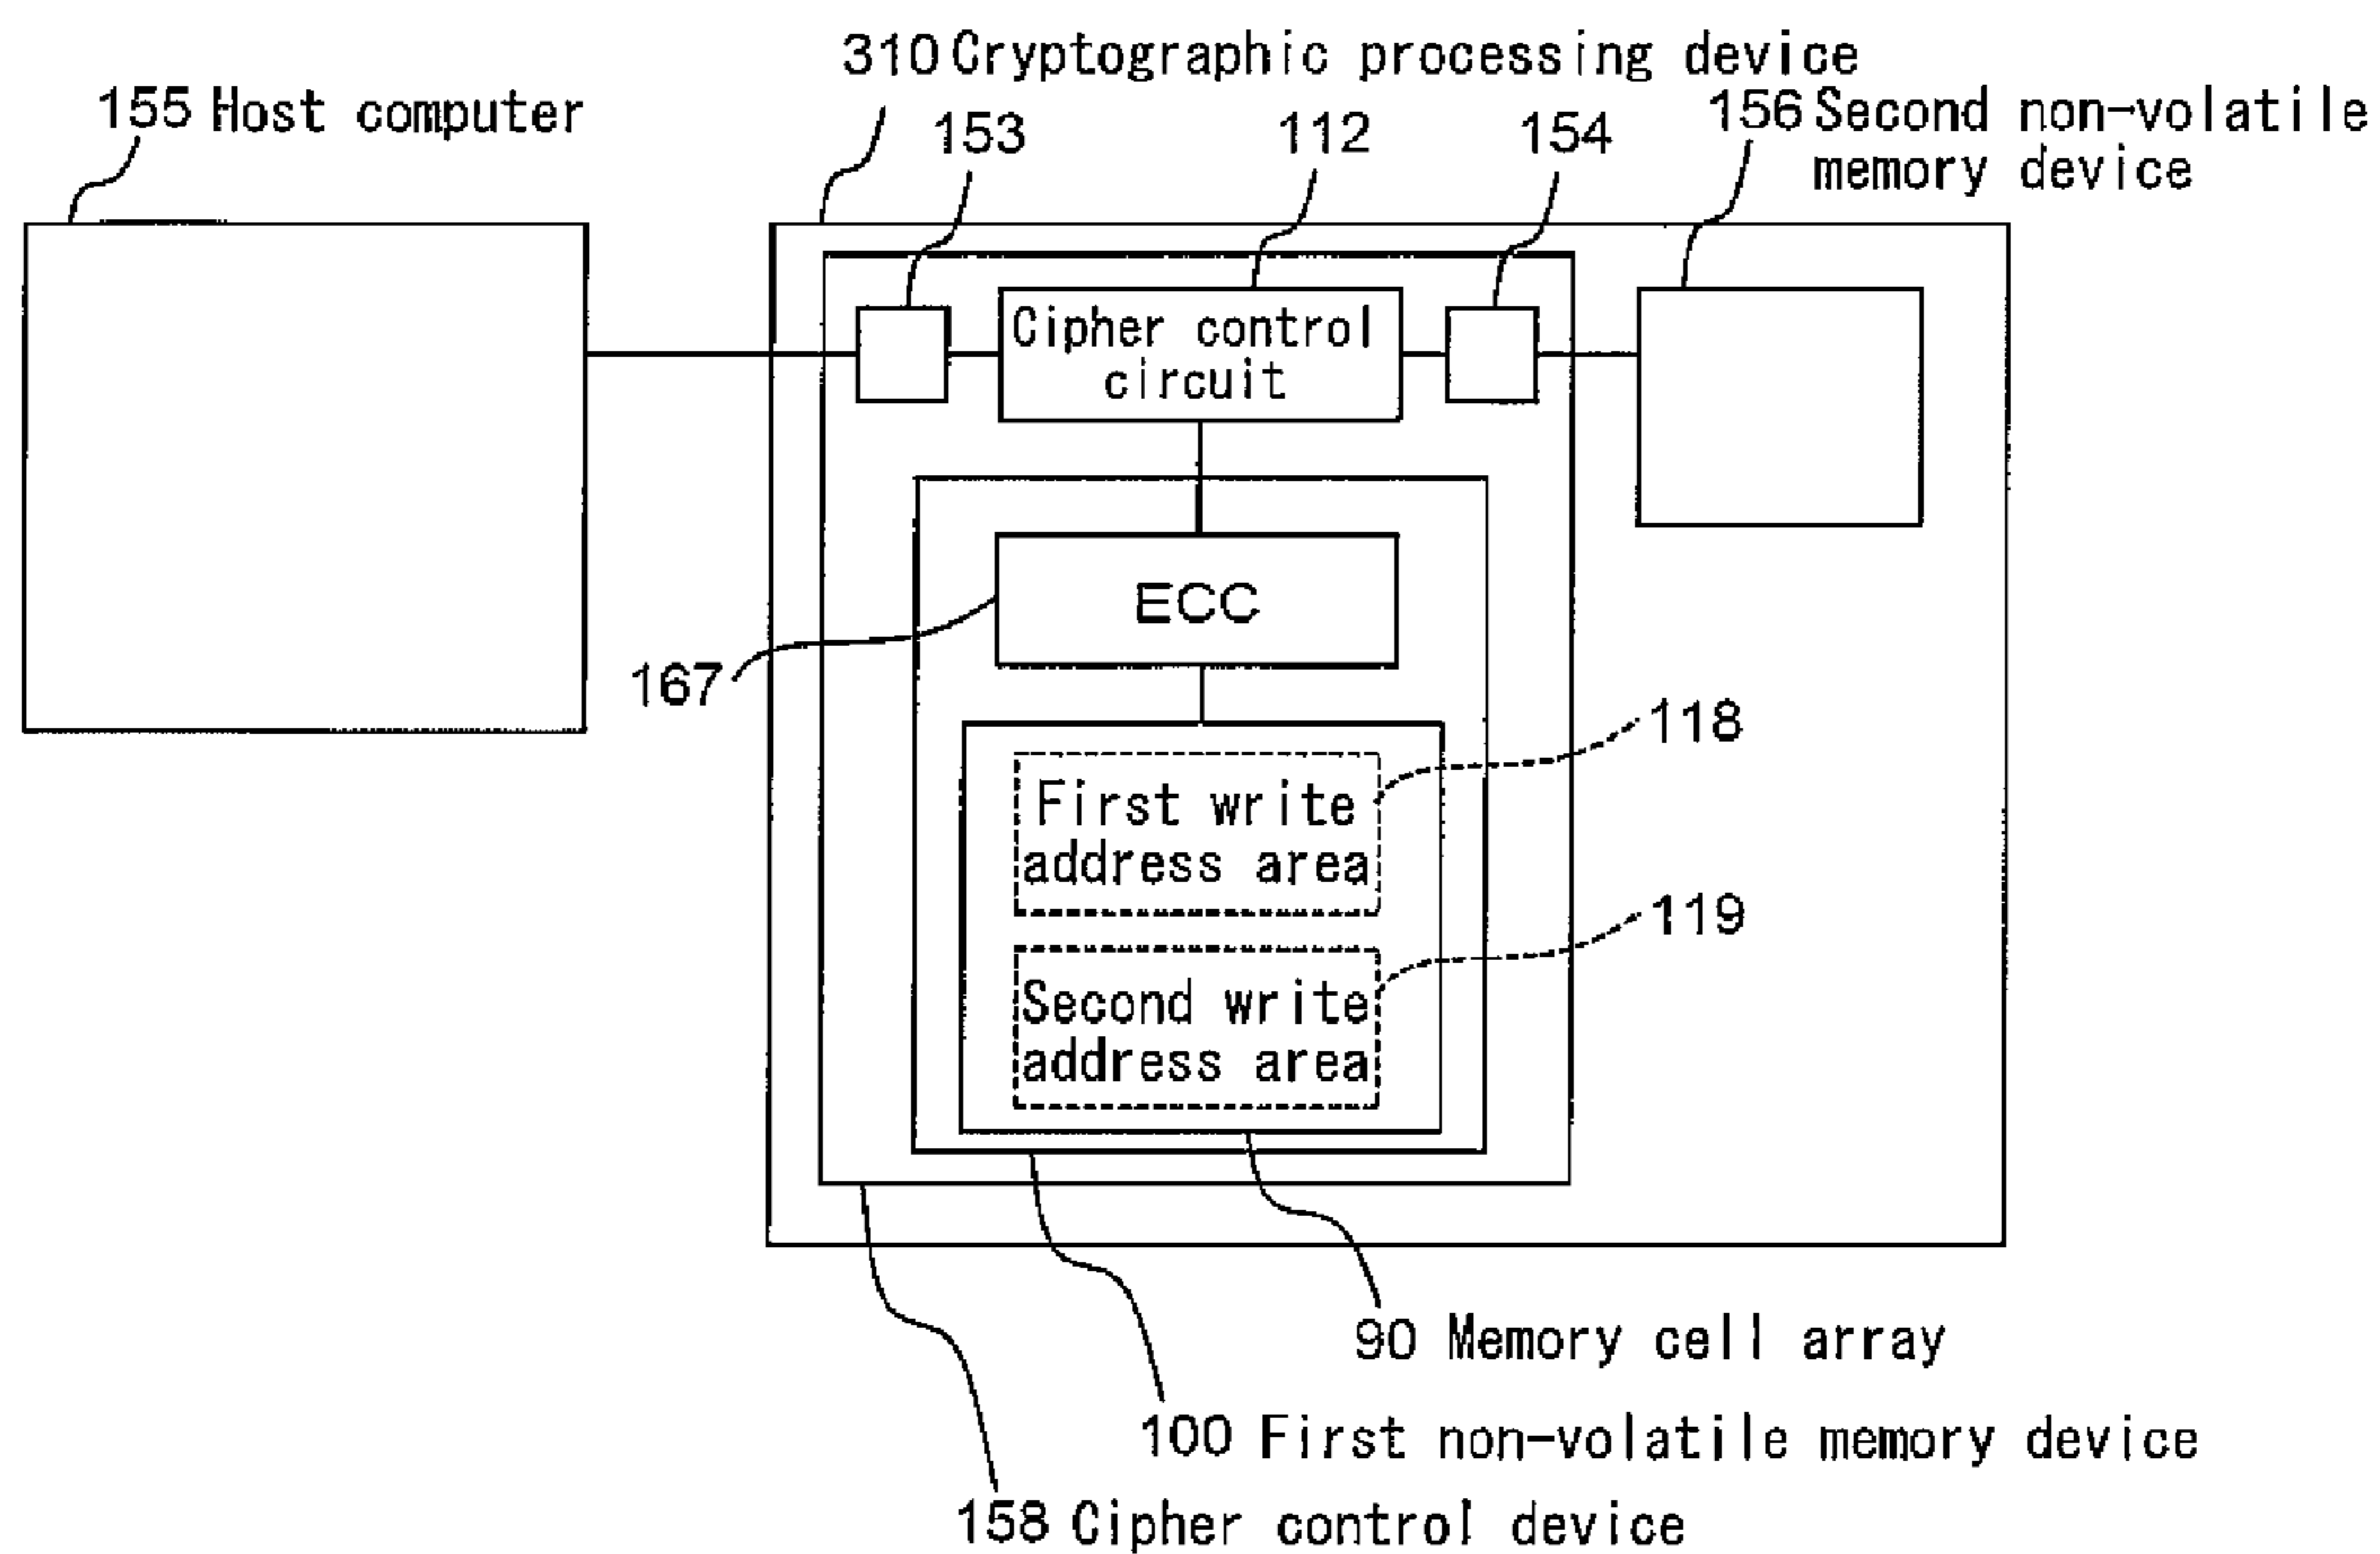 310 Cryptographic processing device
155 Host computer
153
112
154
156 Second non-volatile
memory device
Cipher control
circuit
ECC
167
118
First write
address area
119
Second write
address area
90 Memory cell array
100 First non-volatile memory device
158 Cipher control device